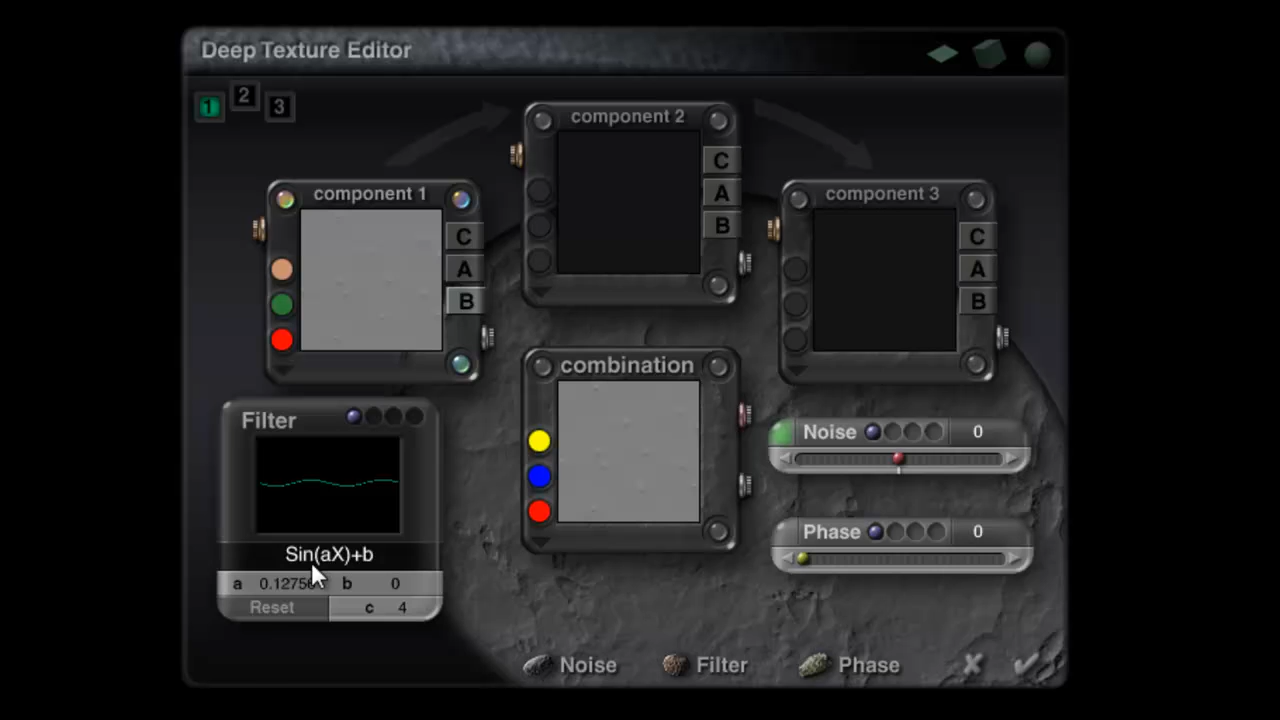 Deep Texture Editor
1 2 3
component 2
C
A
B
component 1
C
A
B
component 3
C
A
B
combination
Filter
Sin(aX)+b
a b 0
Reset c 4
Noise 0
Phase 0
Noise Filter Phase